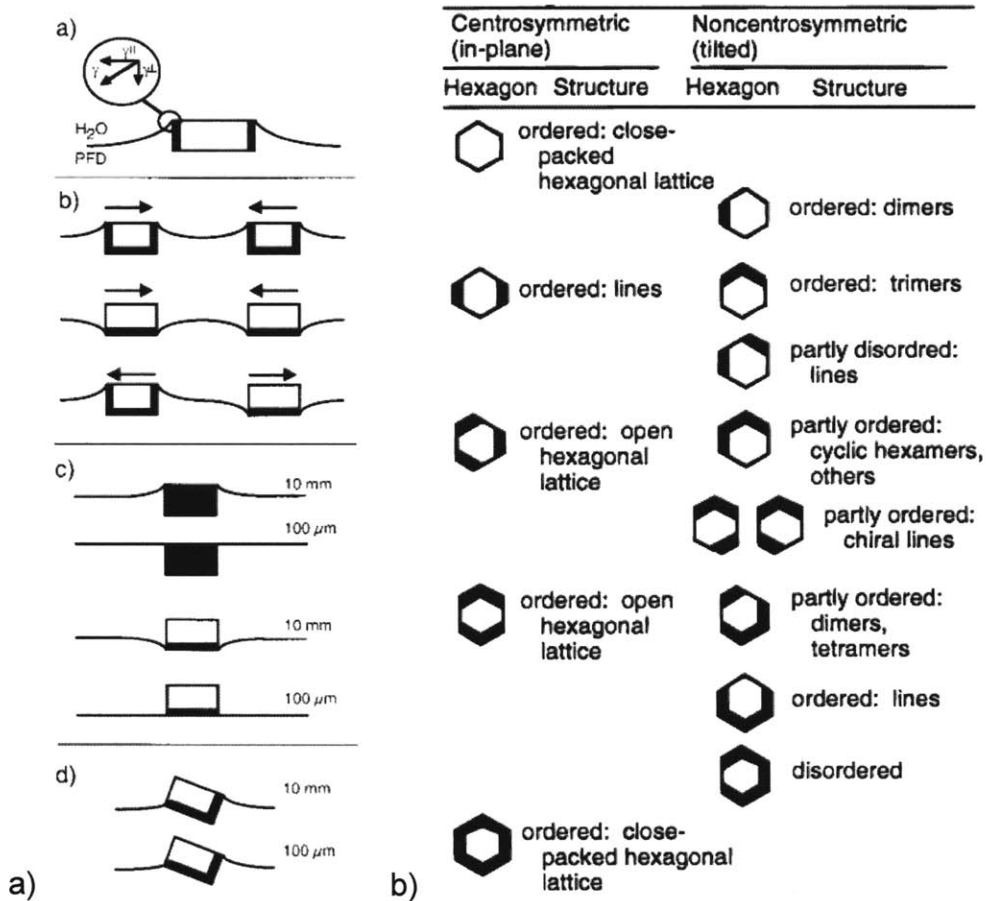 a)
γ
γ||
γ⊥
H2O
PFD
b)
c)
10 mm
100 μm
10 mm
100 μm
d)
10 mm
100 μm
a)
Centrosymmetric
(in-plane)
Noncentrosymmetric
(tilted)
Hexagon Structure
Hexagon Structure
ordered: close-
packed
hexagonal lattice
ordered: dimers
ordered: lines
ordered: trimers
partly disordred:
lines
ordered: open
hexagonal
lattice
partly ordered:
cyclic hexamers,
others
partly ordered:
chiral lines
ordered: open
hexagonal
lattice
partly ordered:
dimers,
tetramers
ordered: lines
disordered
ordered: close-
packed hexagonal
lattice
b)